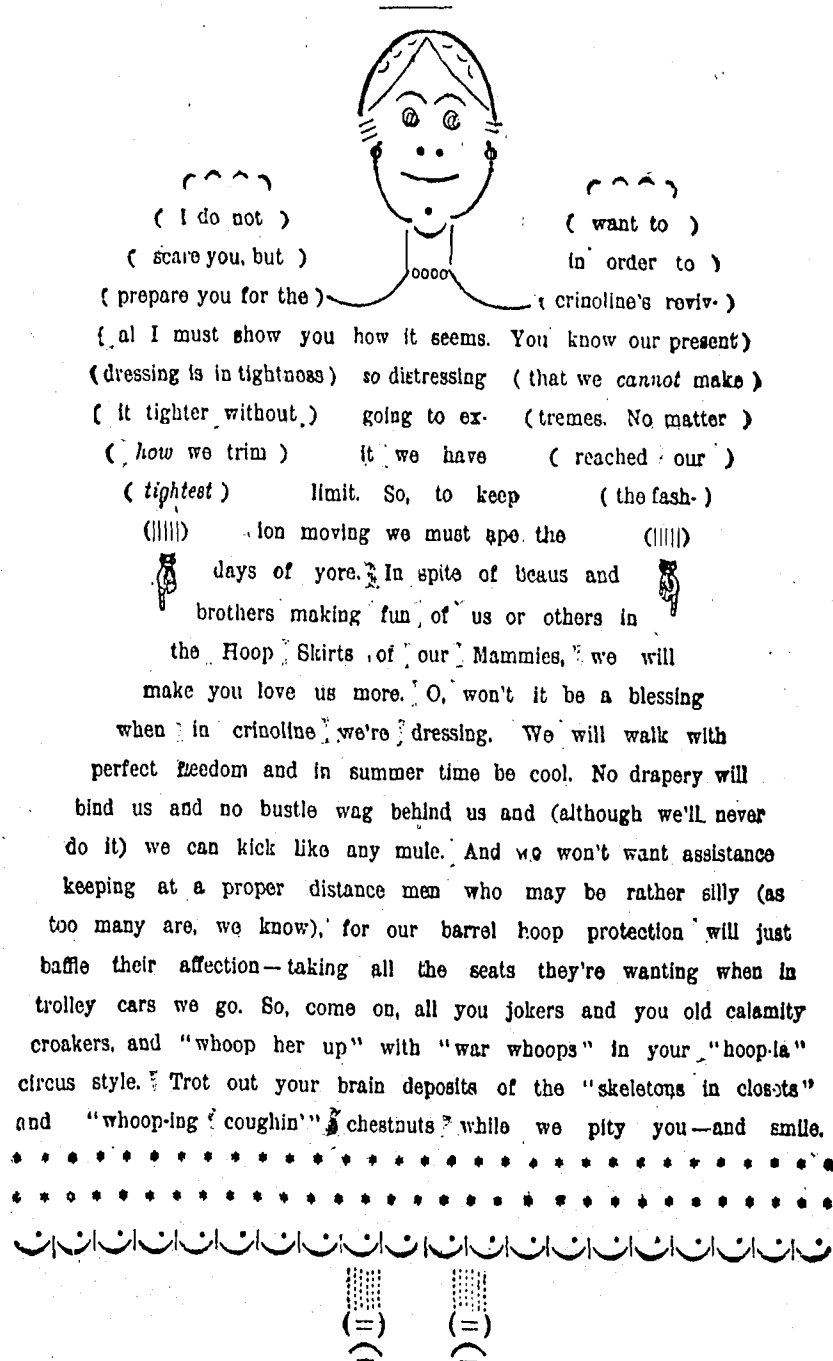 ( I do not ) ( want to )
( scare you, but ) in order to )
( prepare you for the ) ( crinoline's reviv- )
( al I must show you how it seems. You know our present)
(dressing is in tightness) so distressing ( that we cannot make )
( it tighter without ) going to ex- ( tremes. No matter )
( how we trim ) it we have ( reached our )
( tightest ) limit. So, to keep ( the fash- )
(|||||) ion moving we must ape the (|||||)
days of yore. In spite of beaus and
brothers making fun of us or others in
the Hoop Skirts of our Mammies, we will
make you love us more. O, won't it be a blessing
when in crinoline we're dressing. We will walk with
perfect freedom and in summer time be cool. No drapery will
bind us and no bustle wag behind us and (although we'll never
do it) we can kick like any mule. And we won't want assistance
keeping at a proper distance men who may be rather silly (as
too many are, we know), for our barrel hoop protection will just
baffle their affection—taking all the seats they're wanting when in
trolley cars we go. So, come on, all you jokers and you old calamity
croakers, and "whoop her up" with "war whoops" in your "hoop-la"
circus style. Trot out your brain deposits of the "skeletons in closets"
and "whoop-ing coughin'" chestnuts while we pity you—and smile.